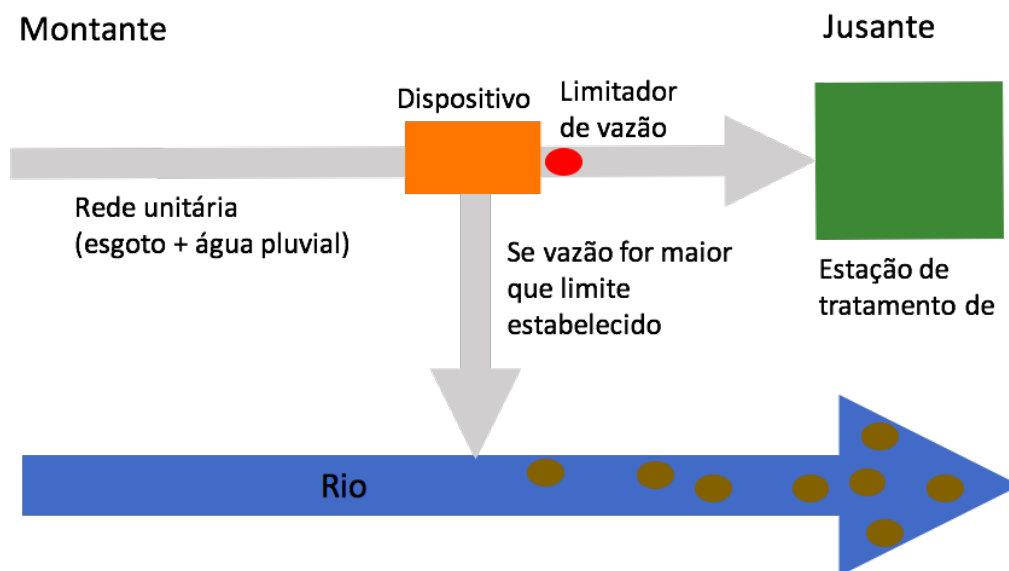 Montante
Jusante
Dispositivo
Limitador
de vazão
Rede unitária
(esgoto + água pluvial)
Se vazão for maior
que limite
estabelecido
Estação de
tratamento de
Rio